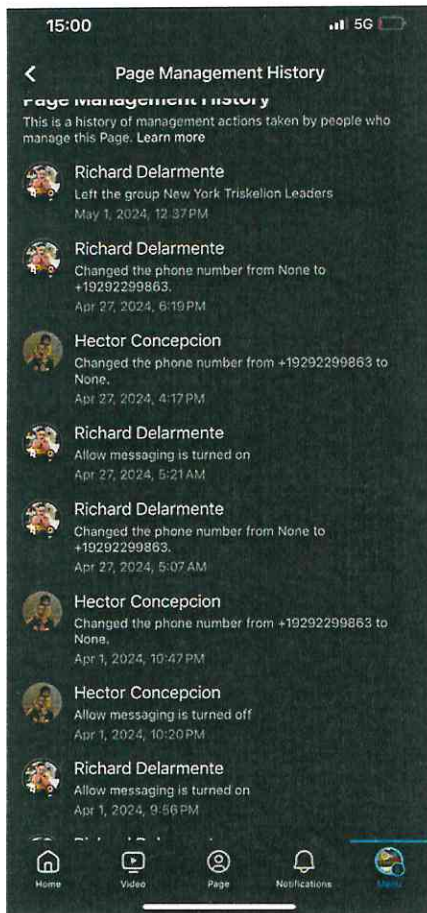 15:00
5G
Page Management History
Page Management History
This is a history of management actions taken by people who
manage this Page. Learn more
Richard Delarmente
Left the group New York Triskelion Leaders
May 1, 2024, 12:37 PM
Richard Delarmente
Changed the phone number from None to
+19292299863.
Apr 27, 2024, 6:19 PM
Hector Concepcion
Changed the phone number from +19292299863 to
None.
Apr 27, 2024, 4:17 PM
Richard Delarmente
Allow messaging is turned on
Apr 27, 2024, 5:21 AM
Richard Delarmente
Changed the phone number from None to
+19292299863.
Apr 27, 2024, 5:07 AM
Hector Concepcion
Changed the phone number from +19292299863 to
None.
Apr 1, 2024, 10:47 PM
Hector Concepcion
Allow messaging is turned off
Apr 1, 2024, 10:20 PM
Richard Delarmente
Allow messaging is turned on
Apr 1, 2024, 9:56 PM
Home
Video
Page
Notifications
Menu